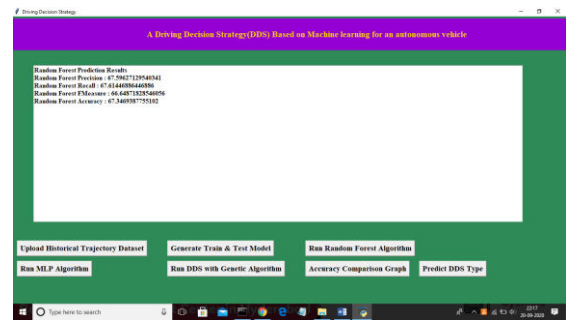 Driving Decision Strategy
A Driving Decision Strategy(DDS) Based on Machine learning for an autonomous vehicle
Random Forest Prediction Results
Random Forest Precision : 67.59627129540341
Random Forest Recall : 67.61446886446886
Random Forest FMeasure : 66.64871828546056
Random Forest Accuracy : 67.3469387755102
Upload Historical Trajectory Dataset
Generate Train & Test Model
Run Random Forest Algorithm
Run MLP Algorithm
Run DDS with Genetic Algorithm
Accuracy Comparison Graph
Predict DDS Type
Type here to search
22:17
20-09-2020